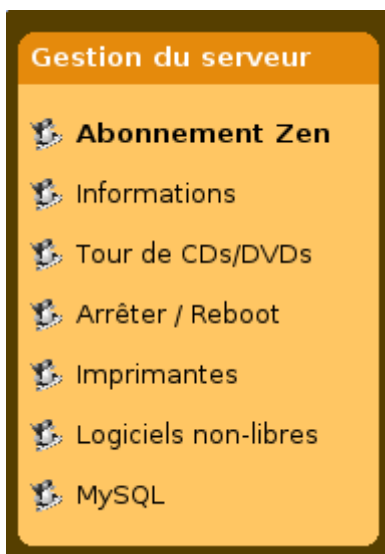 Gestion du serveur
Abonnement Zen
Informations
Tour de CDs/DVDs
Arrêter / Reboot
Imprimantes
Logiciels non-libres
MySQL